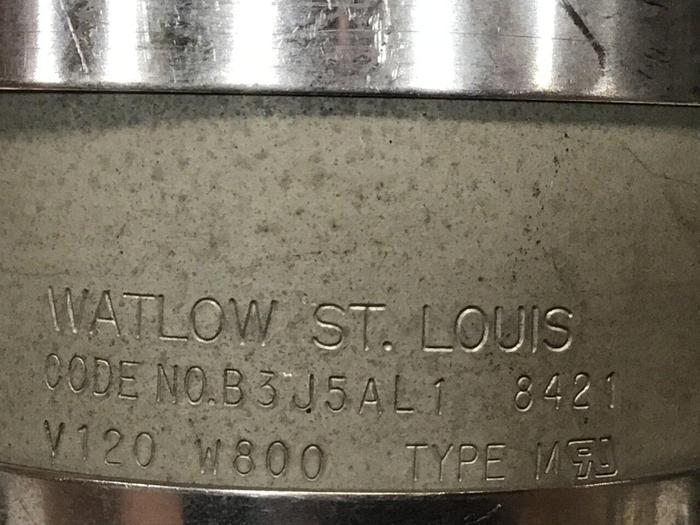 WATLOW ST. LOUIS
CODE NO.B3J5AL1 8421
V120 W800 TYPE M